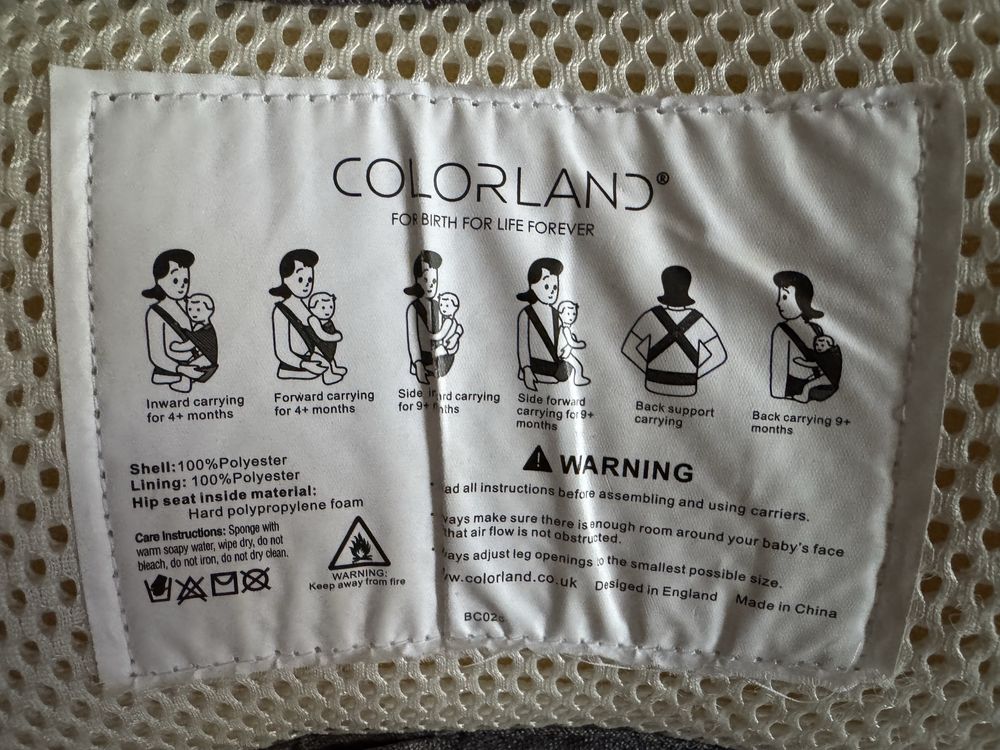 COLORLAND®
FOR BIRTH FOR LIFE FOREVER
Inward carrying
for 4+ months
Forward carrying
for 4+ months
Side carrying
for 9+
Side forward
carrying for 9+
months
Back support
carrying
Back carrying 9+
months
Shell:100%Polyester
Lining: 100%Polyester
Hip seat inside material:
Hard polypropylene foam
Care Instructions: Sponge with
warm soapy water, wipe dry, do not
bleach, do not iron, do not dry clean.
WARNING:
Keep away from fire
WARNING
all instructions before assembling and using carriers.
make sure there is enough room around your baby's face
that air flow is not obstructed.
adjust leg openings to the smallest possible size.
Desiged in England
Made in China